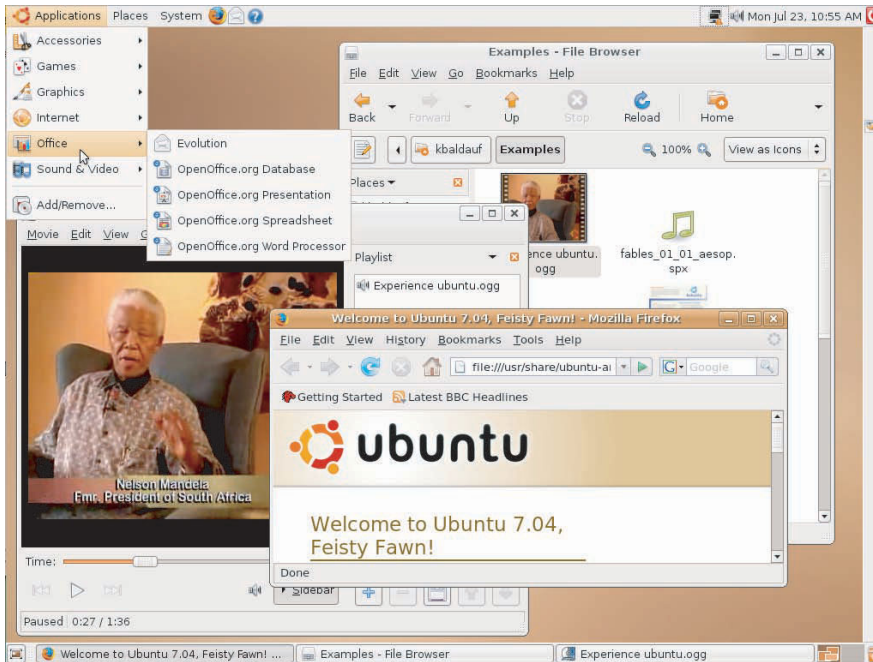 Applications Places System Mon Jul 23, 10:55 AM
Accessories
Games
Graphics
Internet
Office
Sound & Video
Add/Remove...
Evolution
OpenOffice.org Database
OpenOffice.org Presentation
OpenOffice.org Spreadsheet
OpenOffice.org Word Processor
Examples - File Browser
File Edit View Go Bookmarks Help
Back Forward Up Stop Reload Home
kbaldauf Examples 100% View as Icons
Places
ence ubuntu.
ogg
fables_01_01_aesop.
spx
Movie Edit View G
Playlist
Experience ubuntu.ogg
Nelson Mandela
Fmr. President of South Africa
Time:
Sidebar
Paused 0:27 / 1:36
Welcome to Ubuntu 7.04, Feisty Fawn! - Mozilla Firefox
File Edit View History Bookmarks Tools Help
file:///usr/share/ubuntu-ar G Google
Getting Started Latest BBC Headlines
ubuntu
Welcome to Ubuntu 7.04,
Feisty Fawn!
Done
Welcome to Ubuntu 7.04, Feisty Fawn! ... Examples - File Browser Experience ubuntu.ogg